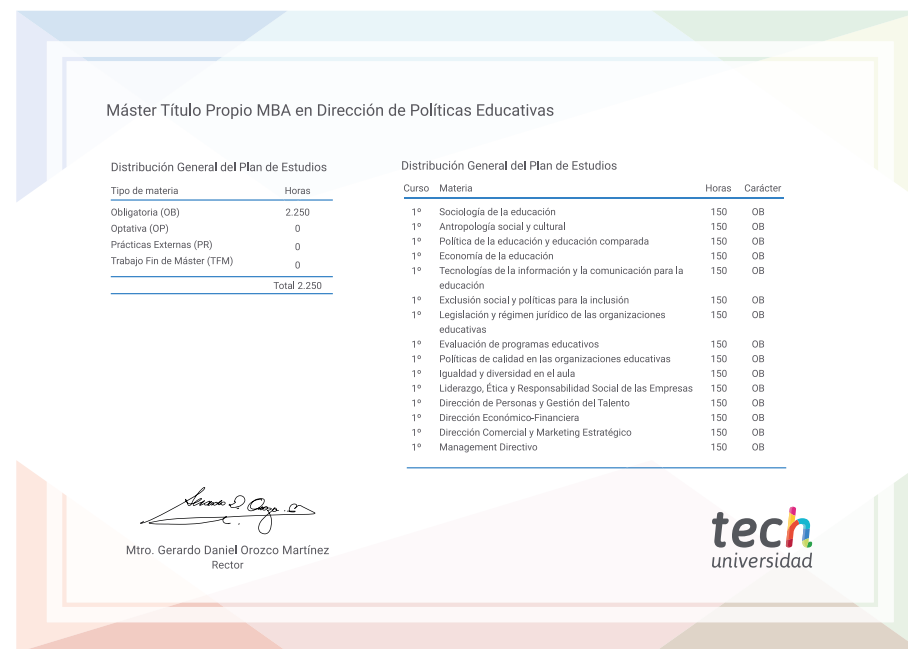 Máster Título Propio MBA en Dirección de Políticas Educativas
Distribución General del Plan de Estudios
Tipo de materia Horas
Obligatoria (OB) 2.250
Optativa (OP) 0
Prácticas Externas (PR) 0
Trabajo Fin de Máster (TFM) 0
Total 2.250
Distribución General del Plan de Estudios
Curso Materia Horas Carácter
1º Sociología de la educación 150 OB
1º Antropología social y cultural 150 OB
1º Política de la educación y educación comparada 150 OB
1º Economía de la educación 150 OB
1º Tecnologías de la información y la comunicación para la 150 OB
educación
1º Exclusión social y políticas para la inclusión 150 OB
1º Legislación y régimen jurídico de las organizaciones 150 OB
educativas
1º Evaluación de programas educativos 150 OB
1º Políticas de calidad en las organizaciones educativas 150 OB
1º Igualdad y diversidad en el aula 150 OB
1º Liderazgo, Ética y Responsabilidad Social de las Empresas 150 OB
1º Dirección de Personas y Gestión del Talento 150 OB
1º Dirección Económico-Financiera 150 OB
1º Dirección Comercial y Marketing Estratégico 150 OB
1º Management Directivo 150 OB
Mtro. Gerardo Daniel Orozco Martínez
Rector
tech
universidad